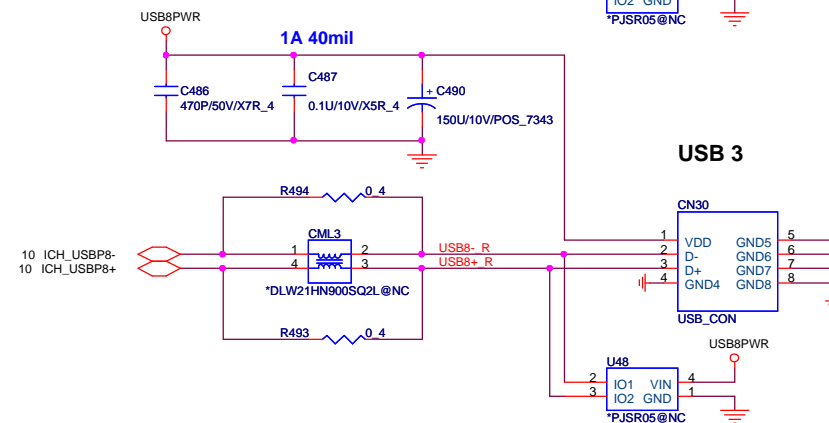 IO2 GND
*PJSR05@NC
USB8PWR
1A 40mil
C486
470P/50V/X7R_4
C487
0.1U/10V/X5R_4
+ C490
150U/10V/POS_7343
USB 3
R494 0_4
CN30
CML3
10 ICH_USBP8-
10 ICH_USBP8+
1 2
4 3
USB8-_R
USB8+_R
*DLW21HN900SQ2L@NC
1 VDD GND5 5
2 D- GND6 6
3 D+ GND7 7
4 GND4 GND8 8
USB_CON
R493 0_4
USB8PWR
U48
2 IO1 VIN 4
3 IO2 GND 1
*PJSR05@NC